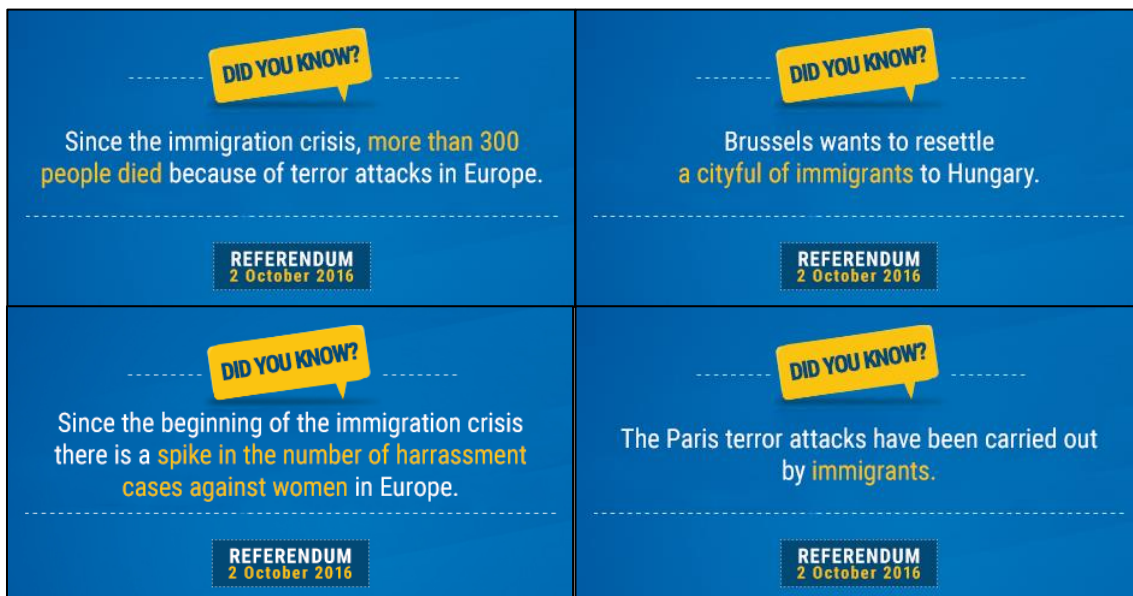 DID YOU KNOW?
Since the immigration crisis, more than 300
people died because of terror attacks in Europe.
REFERENDUM
2 October 2016
DID YOU KNOW?
Brussels wants to resettle
a cityful of immigrants to Hungary.
REFERENDUM
2 October 2016
DID YOU KNOW?
Since the beginning of the immigration crisis
there is a spike in the number of harrassment
cases against women in Europe.
REFERENDUM
2 October 2016
DID YOU KNOW?
The Paris terror attacks have been carried out
by immigrants.
REFERENDUM
2 October 2016